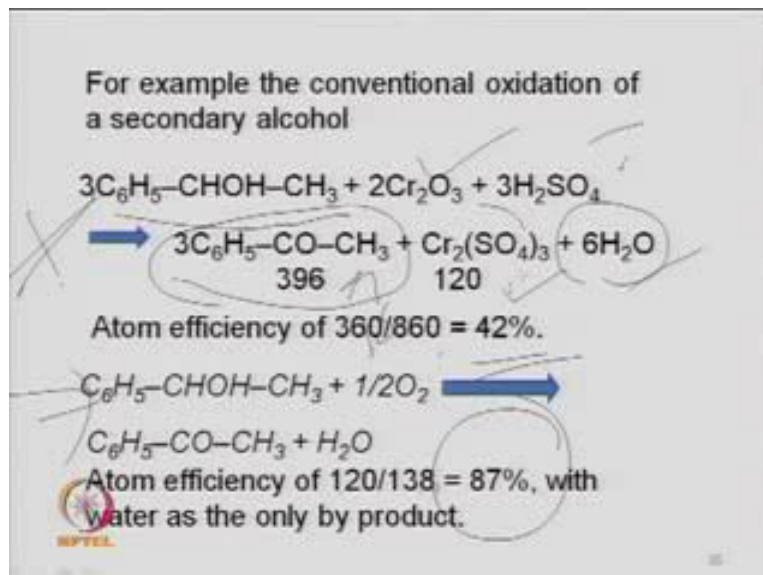 For example the conventional oxidation of
a secondary alcohol
3C₆H₅–CHOH–CH₃ + 2Cr₂O₃ + 3H₂SO₄
3C₆H₅–CO–CH₃ + Cr₂(SO₄)₃ + 6H₂O
396 120
Atom efficiency of 360/860 = 42%.
C₆H₅–CHOH–CH₃ + 1/2O₂
C₆H₅–CO–CH₃ + H₂O
Atom efficiency of 120/138 = 87%, with
water as the only by product.
NPTEL